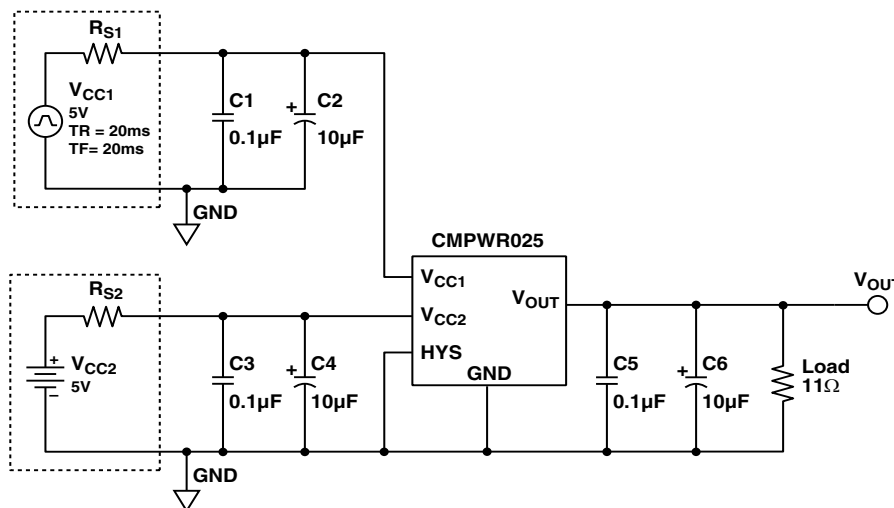 RS1
VCC1
5V
TR = 20ms
TF= 20ms
C1
0.1µF
+
C2
10µF
GND
CMPWR025
VCC1
VCC2
HYS
VOUT
GND
RS2
+
VCC2
5V
–
C3
0.1µF
+
C4
10µF
GND
C5
0.1µF
+
C6
10µF
Load
11Ω
VOUT